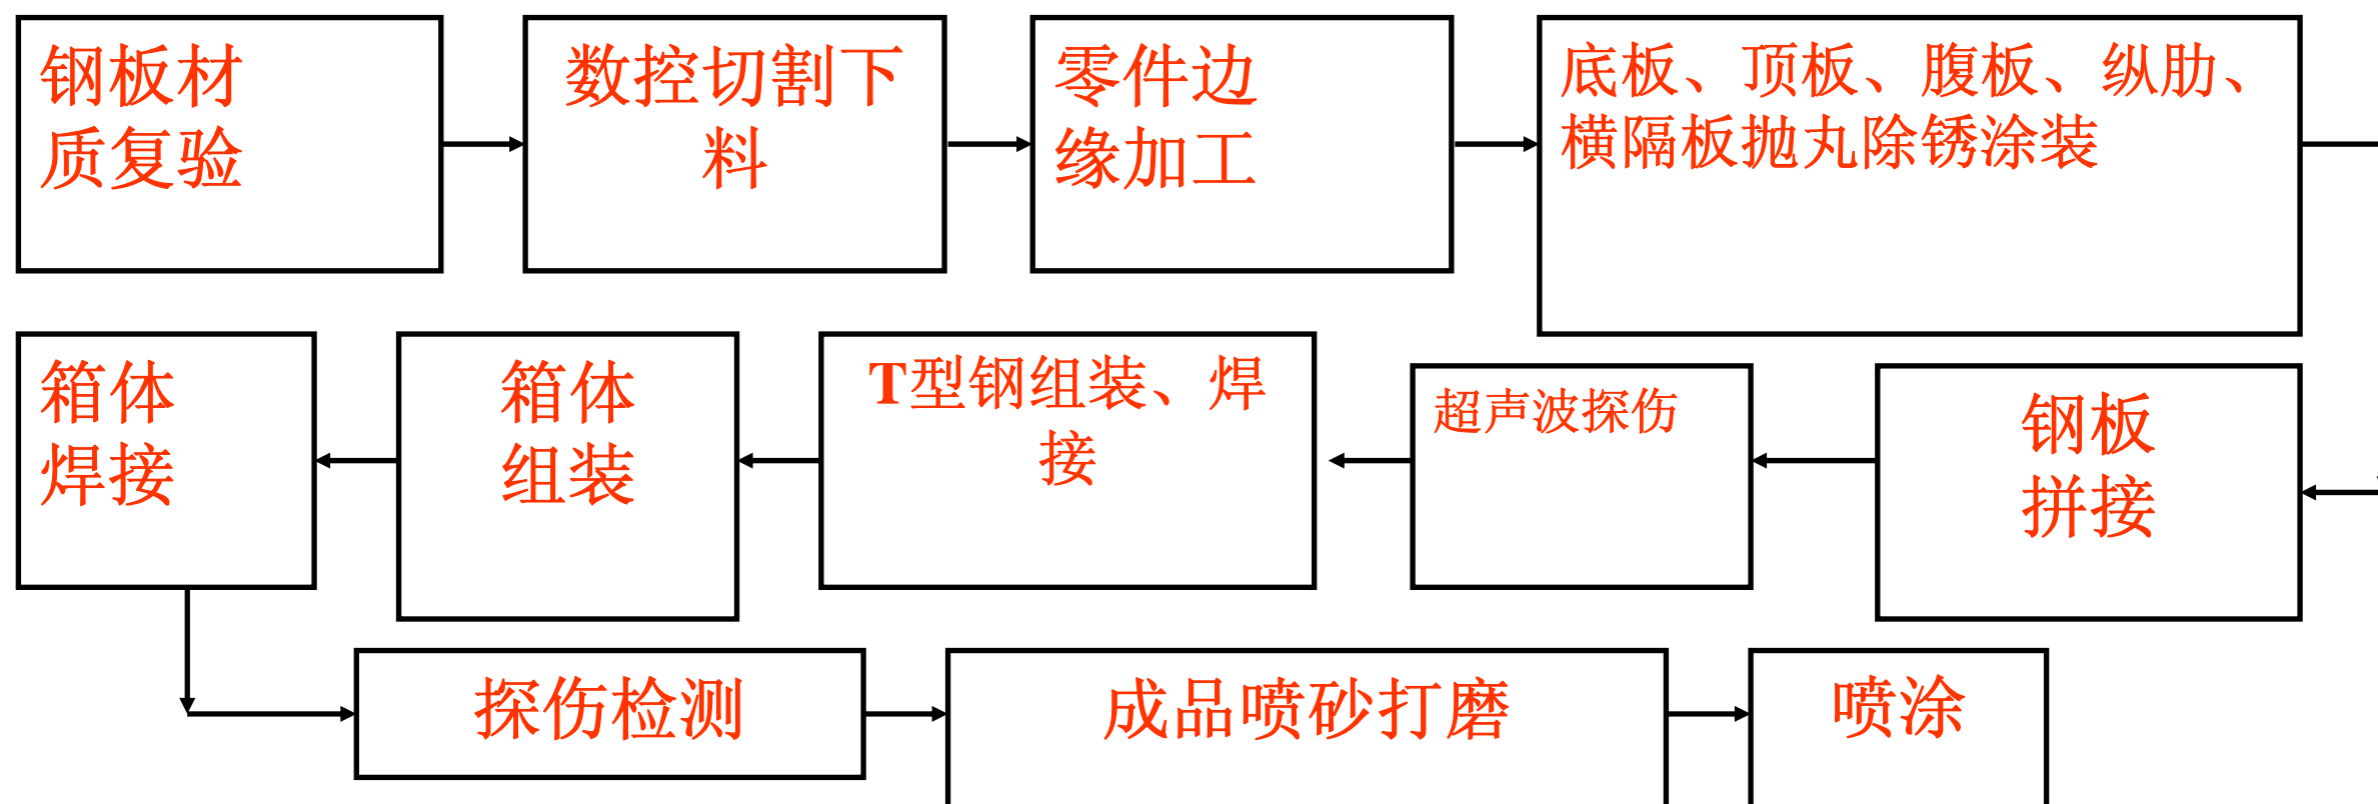 钢板材
质复验
数控切割下
料
零件边
缘加工
底板、顶板、腹板、纵肋、
横隔板抛丸除锈涂装
箱体
焊接
箱体
组装
T型钢组装、焊
接
超声波探伤
钢板
拼接
探伤检测
成品喷砂打磨
喷涂